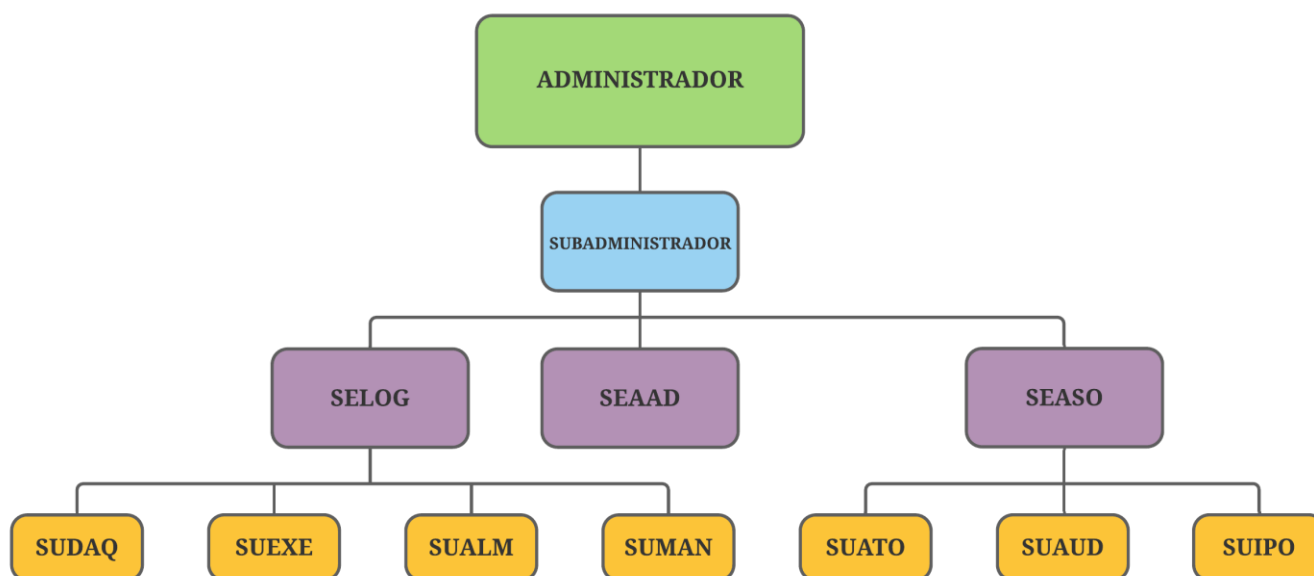 ADMINISTRADOR
SUBADMINISTRADOR
SELOG
SEAAD
SEASO
SUDAQ
SUEXE
SUALM
SUMAN
SUATO
SUAUD
SUIPO